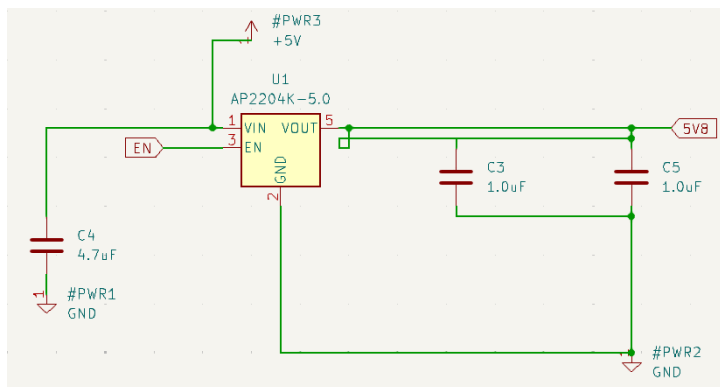 #PWR3
+5V
U1
AP2204K-5.0
1 VIN VOUT 5
5V8
EN 3 EN
GND
2
C3
1.0uF
C5
1.0uF
C4
4.7uF
1
#PWR1
GND
#PWR2
GND